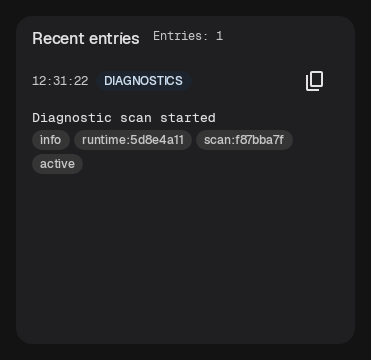 Recent entries Entries: 1
12:31:22 DIAGNOSTICS
Diagnostic scan started
info runtime:5d8e4a11 scan:f87bba7f
active